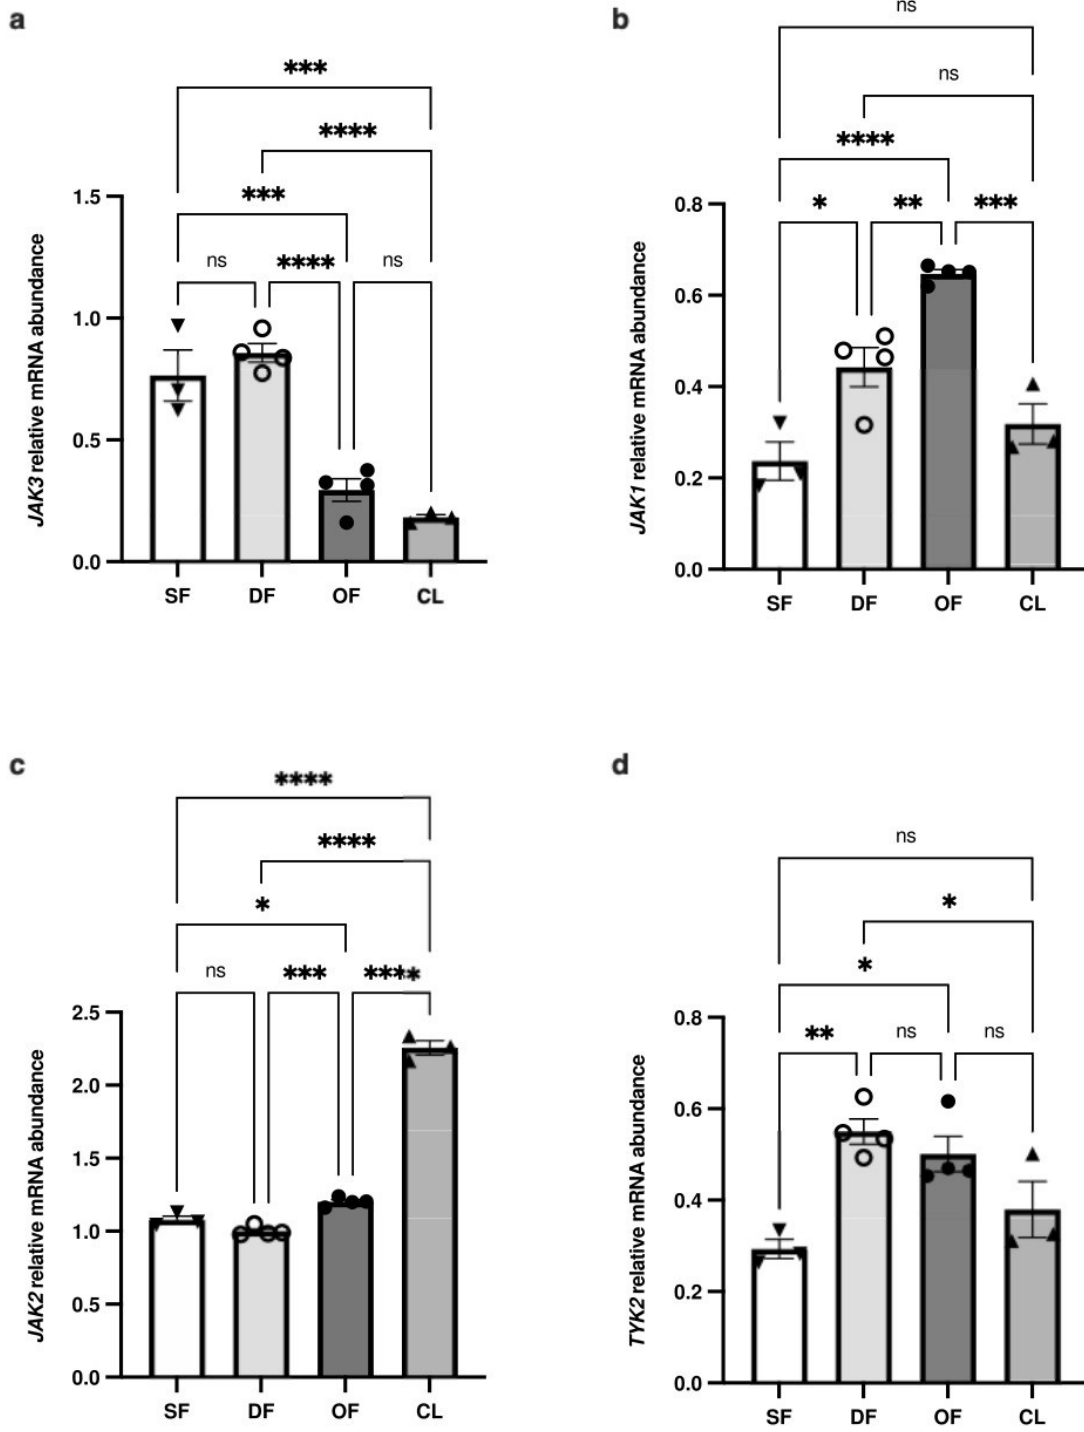 a
***
****
***
ns **** ns
JAK3 relative mRNA abundance
1.5
1.0
0.5
0.0
SF DF OF CL
b
ns
ns
****
* ** ***
JAK1 relative mRNA abundance
0.8
0.6
0.4
0.2
0.0
SF DF OF CL
c
****
****
*
ns *** ****
JAK2 relative mRNA abundance
2.5
2.0
1.5
1.0
0.5
0.0
SF DF OF CL
d
ns
*
*
** ns ns
TYK2 relative mRNA abundance
0.8
0.6
0.4
0.2
0.0
SF DF OF CL